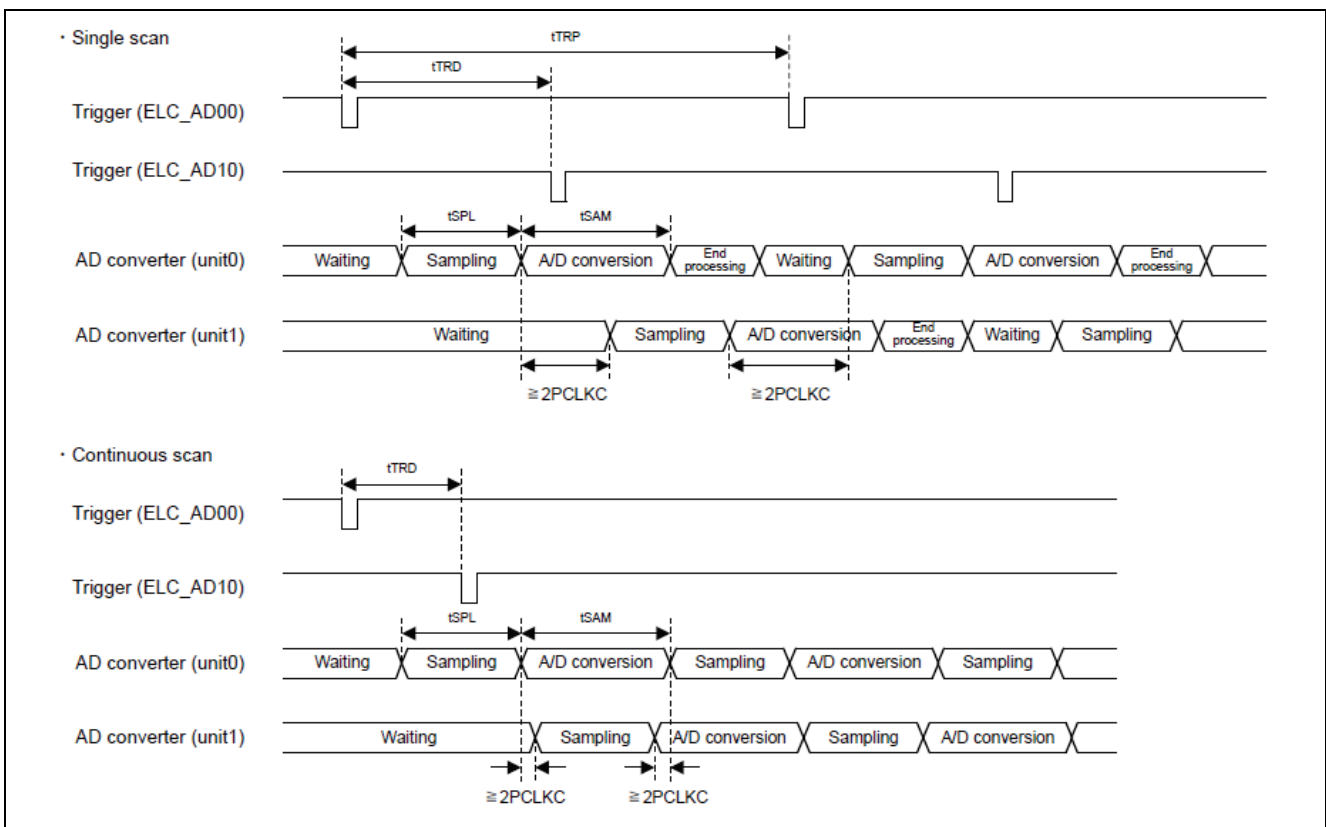 ・Single scan
tTRP
tTRD
Trigger (ELC_AD00)
Trigger (ELC_AD10)
tSPL tSAM
AD converter (unit0) Waiting Sampling A/D conversion End processing Waiting Sampling A/D conversion End processing
AD converter (unit1) Waiting Sampling A/D conversion End processing Waiting Sampling
≧2PCLKC ≧2PCLKC
・Continuous scan
tTRD
Trigger (ELC_AD00)
Trigger (ELC_AD10)
tSPL tSAM
AD converter (unit0) Waiting Sampling A/D conversion Sampling A/D conversion Sampling
AD converter (unit1) Waiting Sampling A/D conversion Sampling A/D conversion
≧2PCLKC ≧2PCLKC